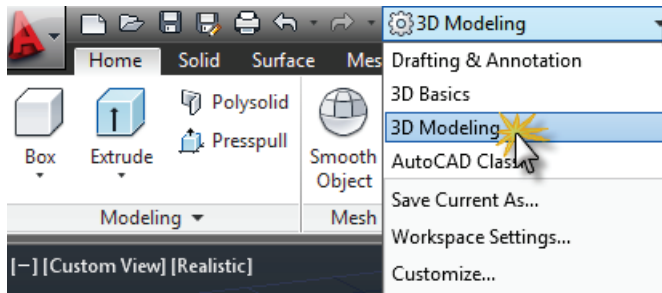 3D Modeling
Home Solid Surface Mes
Drafting & Annotation
3D Basics
3D Modeling
AutoCAD Class
Save Current As...
Workspace Settings...
Customize...
Polysolid
Presspull
Box
Extrude
Smooth
Object
Modeling
Mesh
[−] [Custom View] [Realistic]